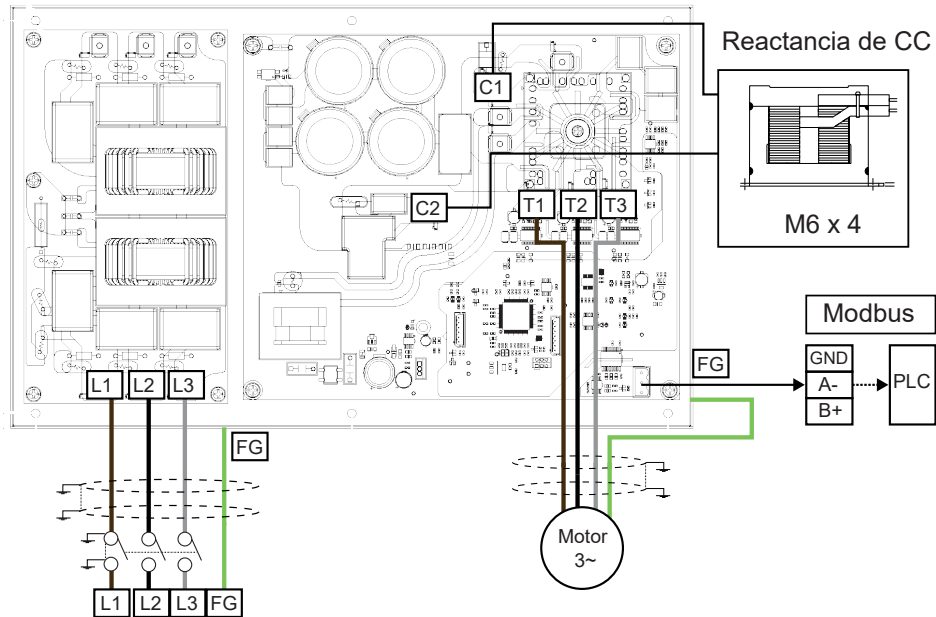 Reactancia de CC
C1
M6 x 4
C2
T1 T2 T3
Modbus
FG
GND
A-
B+
PLC
L1 L2 L3
FG
Motor
3~
L1 L2 L3 FG